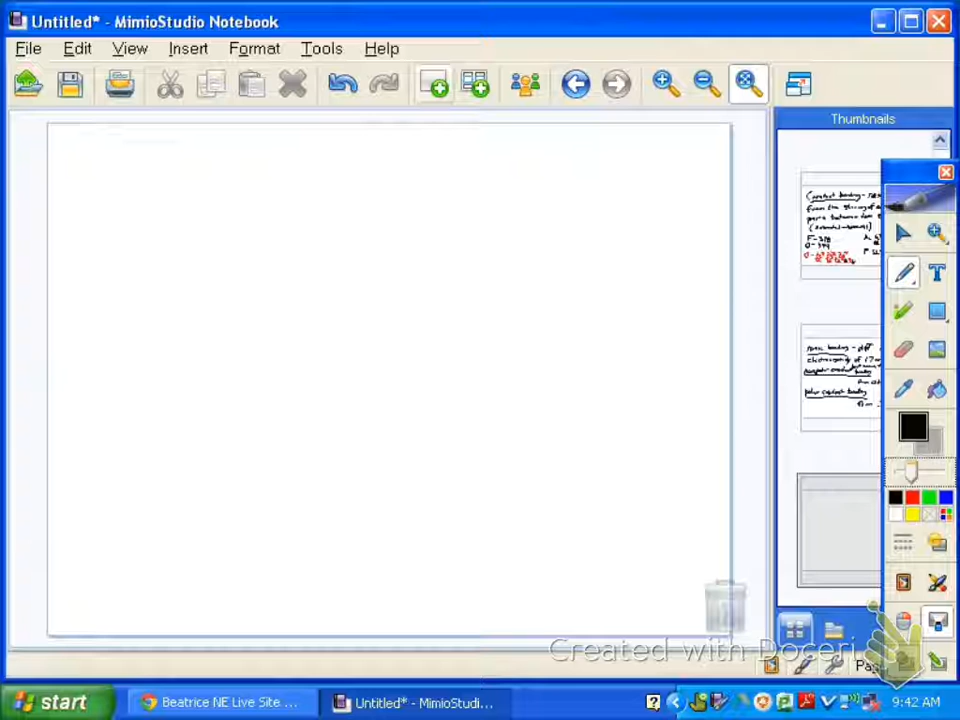 Untitled* - MimioStudio Notebook
File Edit View Insert Format Tools Help
Thumbnails
T
Created with Doceri
start
Beatrice NE Live Site ...
Untitled* - MimioStudi...
9:42 AM